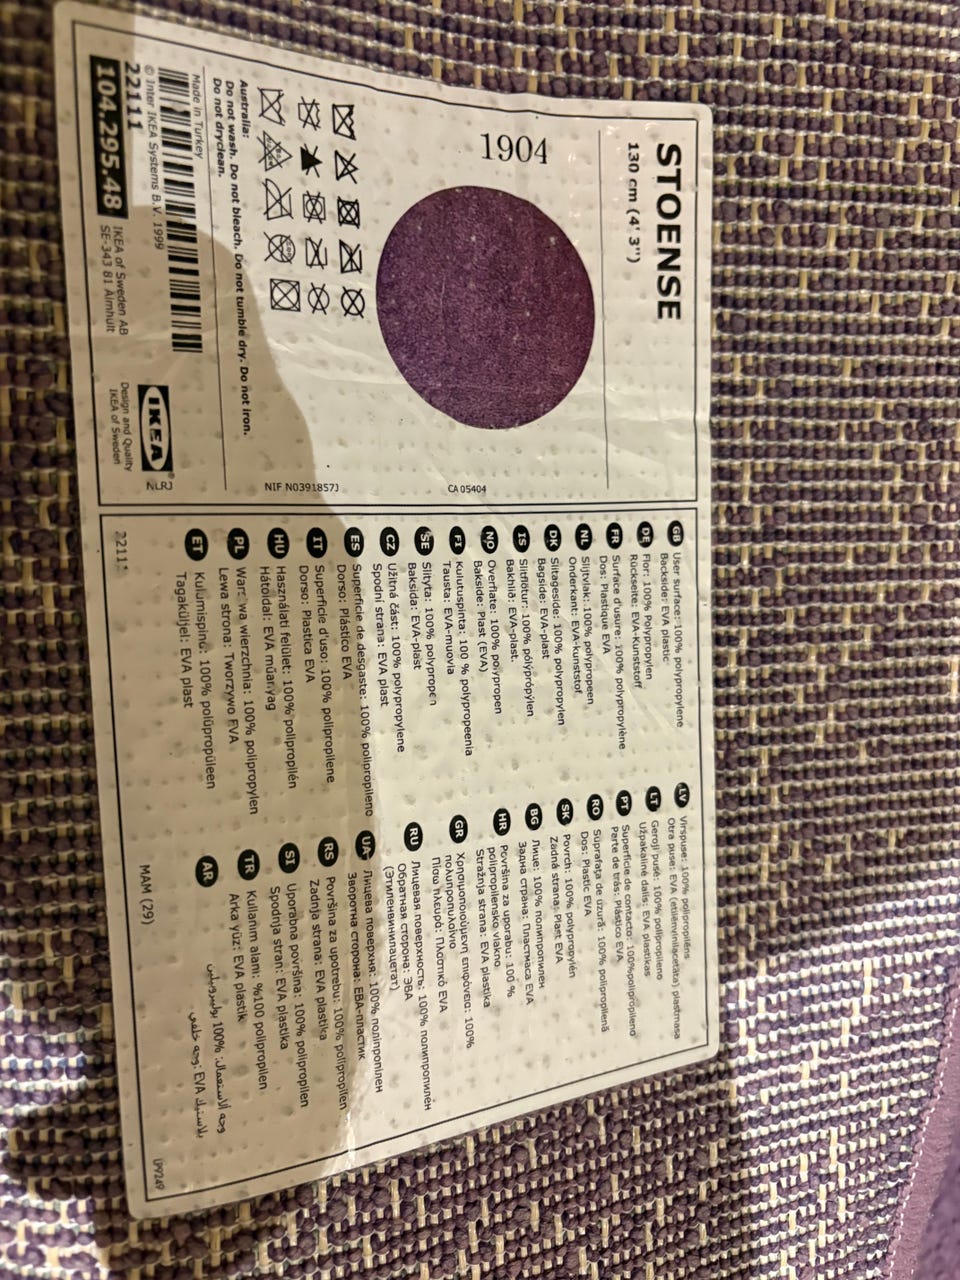 STOENSE
130 cm (4' 3")
1904
CA 05404
NIF N0391857J
Australia:
Do not wash. Do not bleach. Do not tumble dry. Do not iron.
Do not dryclean.
Made in Turkey
© Inter IKEA Systems B.V. 1999
22111
104.295.48
IKEA of Sweden AB
SE-343 81 Älmhult
IKEA®
Design and Quality
IKEA of Sweden
NLRJ
GB User surface: 100% polypropylene
Backside: EVA plastic
DE Flor: 100% Polypropylen
Rückseite: EVA-Kunststoff
FR Surface d'usure: 100% polypropylène
Dos: Plastique EVA
NL Slijtvlak: 100% polypropeen
Onderkant: EVA-kunststof
DK Slitageside: 100% polypropylen
Bagside: EVA-plast
IS Slitflötur: 100% pólýprópýlen
Bakhlið: EVA-plast.
NO Overflate: 100% polypropen
Bakside: Plast (EVA)
FI Kulutuspinta: 100 % polypropeenia
Tausta: EVA-muovia
SE Slityta: 100% polypropen
Baksida: EVA-plast
CZ Užitná část: 100% polypropylene
Spodní strana: EVA plast
ES Superficie de desgaste: 100% polipropileno
Dorso: Plástico EVA
IT Superficie d'uso: 100% polipropilene
Dorso: Plastica EVA
HU Használati felület: 100% polipropilén
Hátoldal: EVA műanyag
PL Warstwa wierzchnia: 100% polipropylen
Lewa strona: Tworzywo EVA
ET Kulumispind: 100% polüpropüleen
Tagakülljel: EVA plast
LV Virspuse: 100% polipropilēns
Otra puse: EVA (etilēnvinilacetāta) plastmasa
LT Geroji pusė: 100% polipropileno
Užpakalinė dalis: EVA plastikas
PT Superfície de contacto: 100%polipropileno
Parte de trás: Plástico EVA
RO Suprafaţa de uzură: 100% polipropilenă
Dos: Plastic EVA
SK Povrch: 100% polypropylén
Zadná strana: Plast EVA
BG Лице: 100% полипропилен
Задна страна: Пластмаса EVA
HR Površina za uporabu: 100 %
polipropilensko vlakno
Stražnja strana: EVA plastika
GR Χρησιμοποιούμενη επιφάνεια: 100%
πολυπροπυλένιο
Πίσω πλευρό: Πλαστικό EVA
RU Лицевая поверхность: 100% полипропилен
Обратная сторона: ЭВА
(Этиленвинилацетат)
UA Лицева поверхня: 100% поліпропілен
Зворотна сторона: ЕВА-пластик
RS Površina za upotrebu: 100% polipropilen
Zadnja strana: EVA plastika
SI Uporabna površina: 100% polipropilen
Spodnja stran: EVA plastika
TR Kullanım alanı: %100 polipropilen
Arka yüz: EVA plastik
AR وجه الاستعمال: 100% بوليبروبيلين
وجه خلفي: EVA بلاستيك
MAM (29)